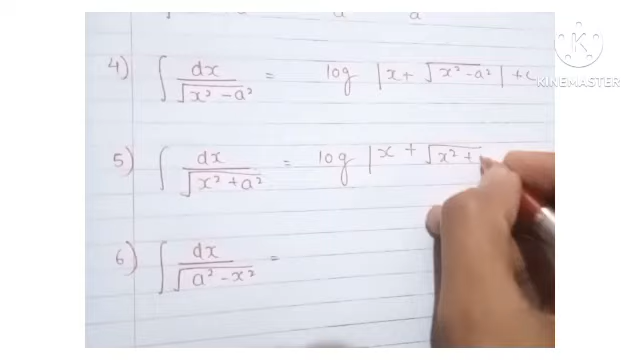 4) ∫ dx / √(x² - a²) = log |x + √(x² - a²)| + c
KINEMASTER
5) ∫ dx / √(x² + a²) = log |x + √(x² +
6) ∫ dx / √(a² - x²) =